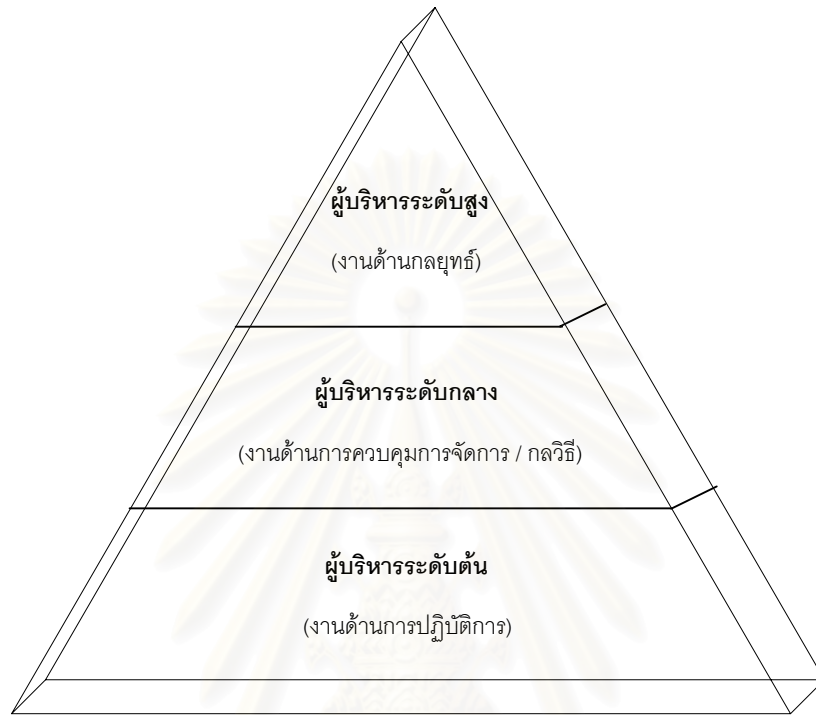 ผู้บริหารระดับสูง
(งานด้านกลยุทธ์)
ผู้บริหารระดับกลาง
(งานด้านการควบคุมการจัดการ / กลวิธี)
ผู้บริหารระดับต้น
(งานด้านการปฏิบัติการ)